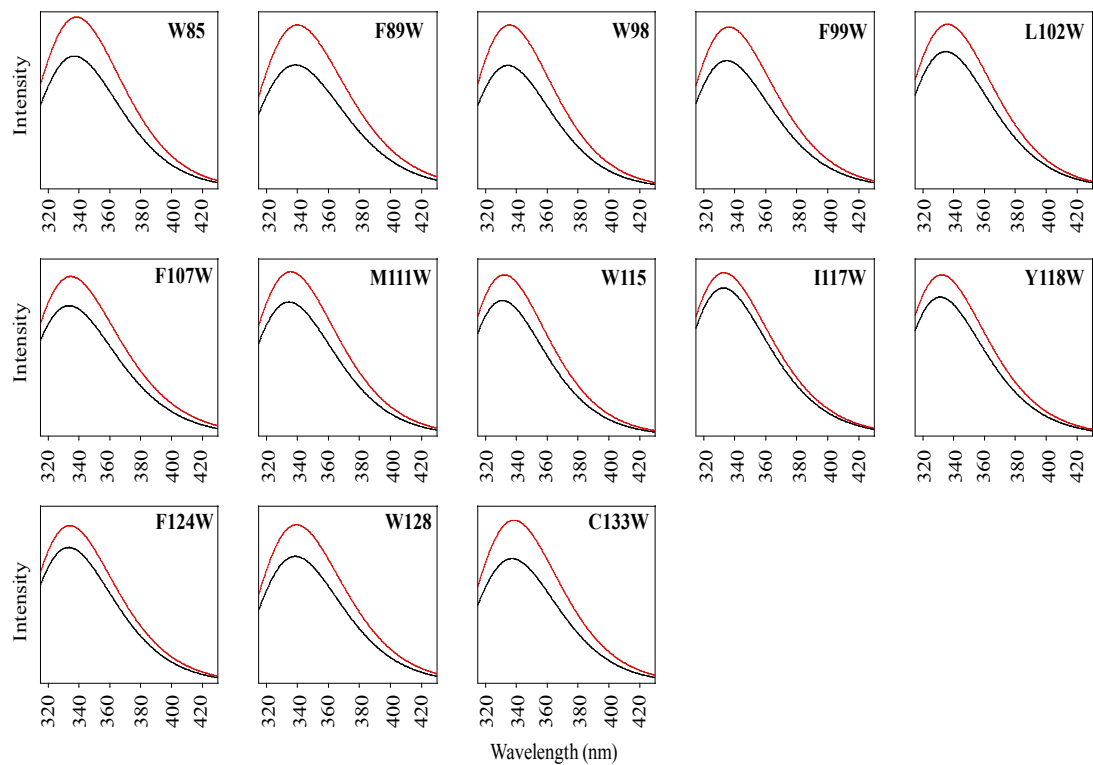 W85
F89W
W98
F99W
L102W
Intensity
320 340 360 380 400 420
320 340 360 380 400 420
320 340 360 380 400 420
320 340 360 380 400 420
320 340 360 380 400 420
F107W
M111W
W115
I117W
Y118W
Intensity
320 340 360 380 400 420
320 340 360 380 400 420
320 340 360 380 400 420
320 340 360 380 400 420
320 340 360 380 400 420
F124W
W128
C133W
Intensity
320 340 360 380 400 420
320 340 360 380 400 420
320 340 360 380 400 420
Wavelength (nm)